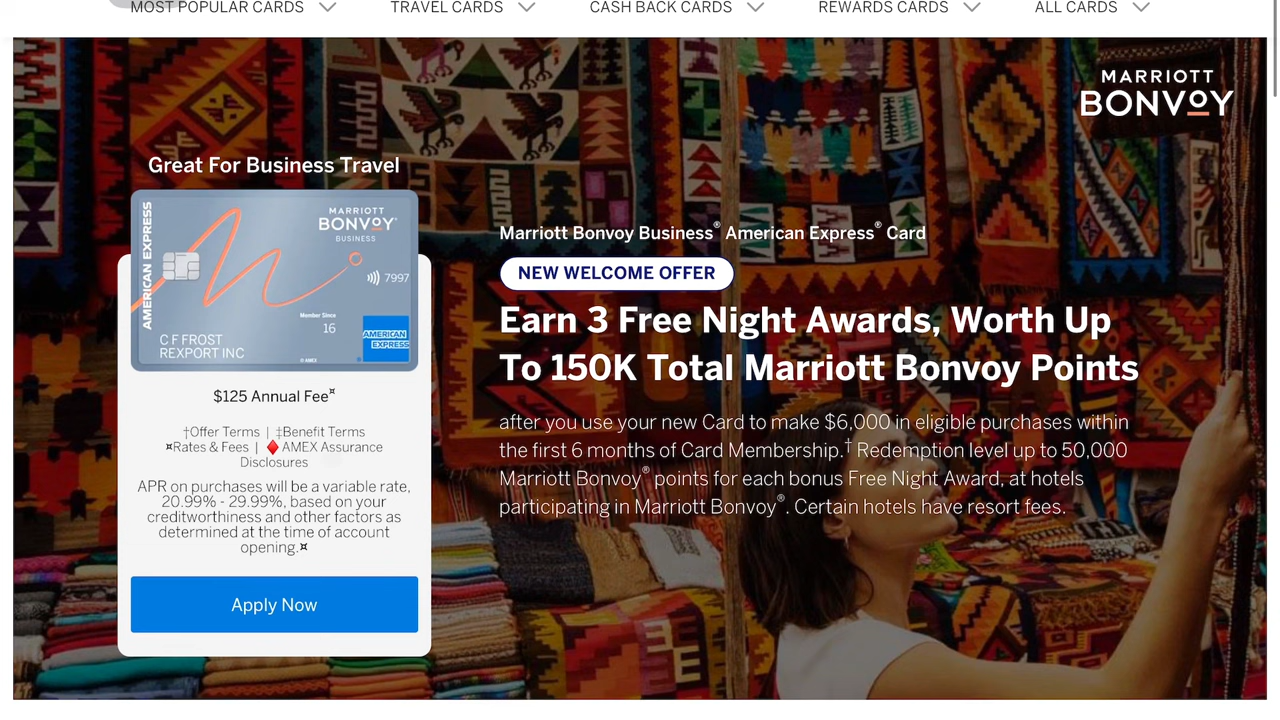 MOST POPULAR CARDS
TRAVEL CARDS
CASH BACK CARDS
REWARDS CARDS
ALL CARDS
MARRIOTT
BONVOY
Great For Business Travel
AMERICAN EXPRESS
MARRIOTT
BONVOY®
BUSINESS
7997
Member Since
16
C F FROST
REXPORT INC
AMERICAN
EXPRESS
© AMEX
$125 Annual Fee¤
†Offer Terms | ‡Benefit Terms
¤Rates & Fees | ♦ AMEX Assurance
Disclosures
APR on purchases will be a variable rate,
20.99% - 29.99%, based on your
creditworthiness and other factors as
determined at the time of account
opening.¤
Apply Now
Marriott Bonvoy Business® American Express® Card
NEW WELCOME OFFER
Earn 3 Free Night Awards, Worth Up
To 150K Total Marriott Bonvoy Points
after you use your new Card to make $6,000 in eligible purchases within
the first 6 months of Card Membership.† Redemption level up to 50,000
Marriott Bonvoy® points for each bonus Free Night Award, at hotels
participating in Marriott Bonvoy®. Certain hotels have resort fees.